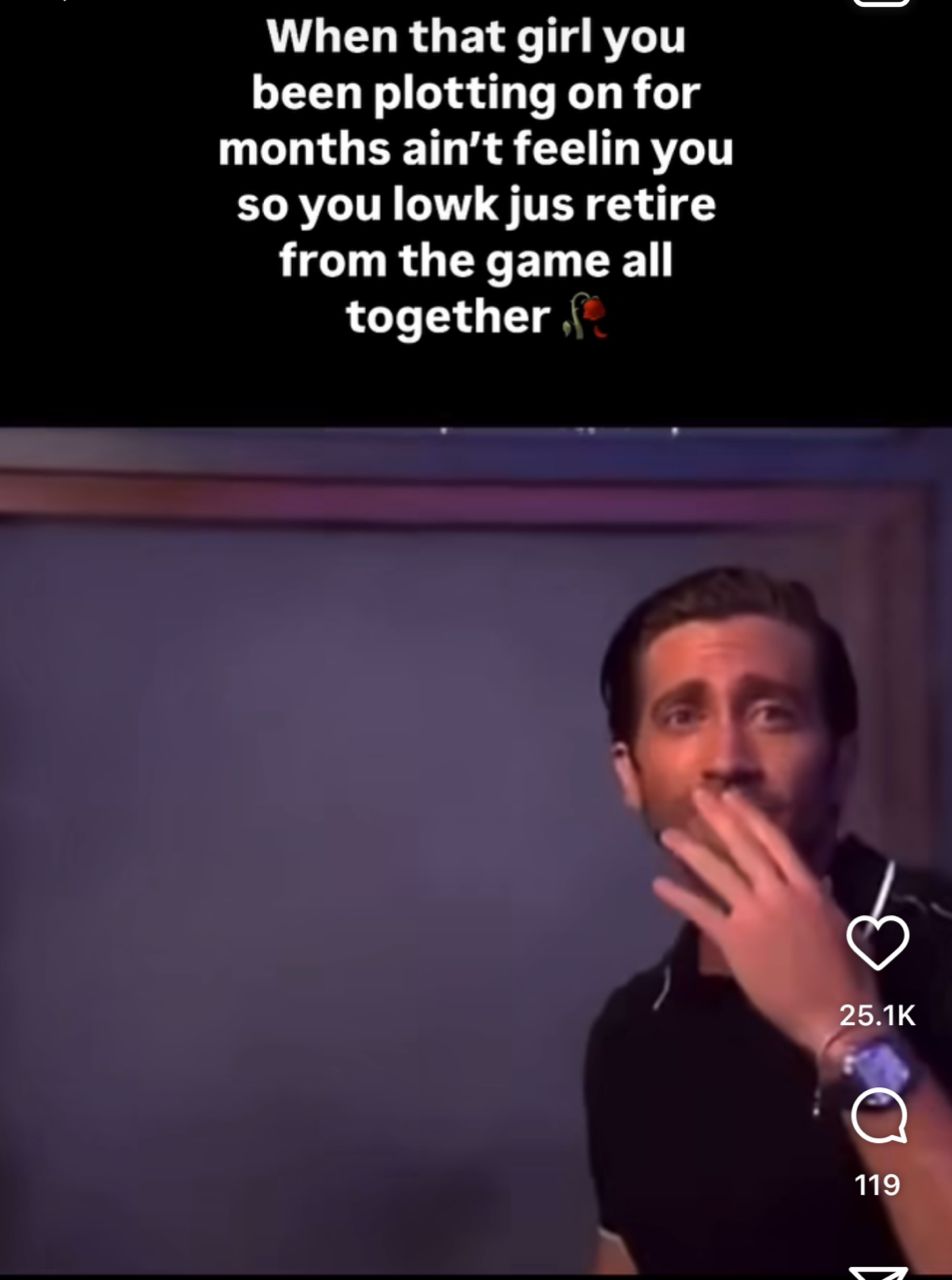 When that girl you
been plotting on for
months ain’t feelin you
so you lowk jus retire
from the game all
together 🥀
25.1K
119